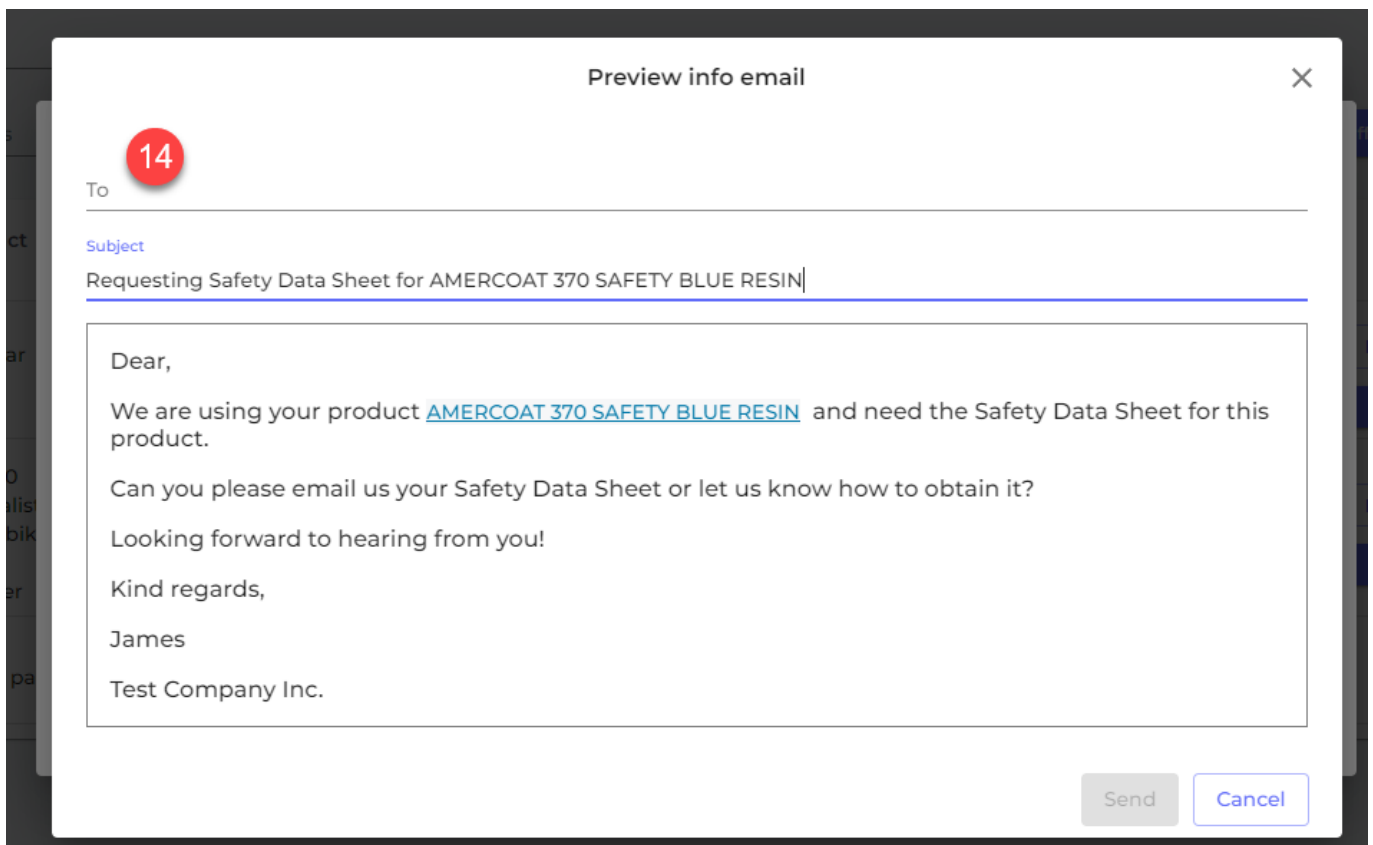 Preview info email
14
To
Subject
Requesting Safety Data Sheet for AMERCOAT 370 SAFETY BLUE RESIN
Dear,
We are using your product AMERCOAT 370 SAFETY BLUE RESIN and need the Safety Data Sheet for this
product.
Can you please email us your Safety Data Sheet or let us know how to obtain it?
Looking forward to hearing from you!
Kind regards,
James
Test Company Inc.
Send Cancel